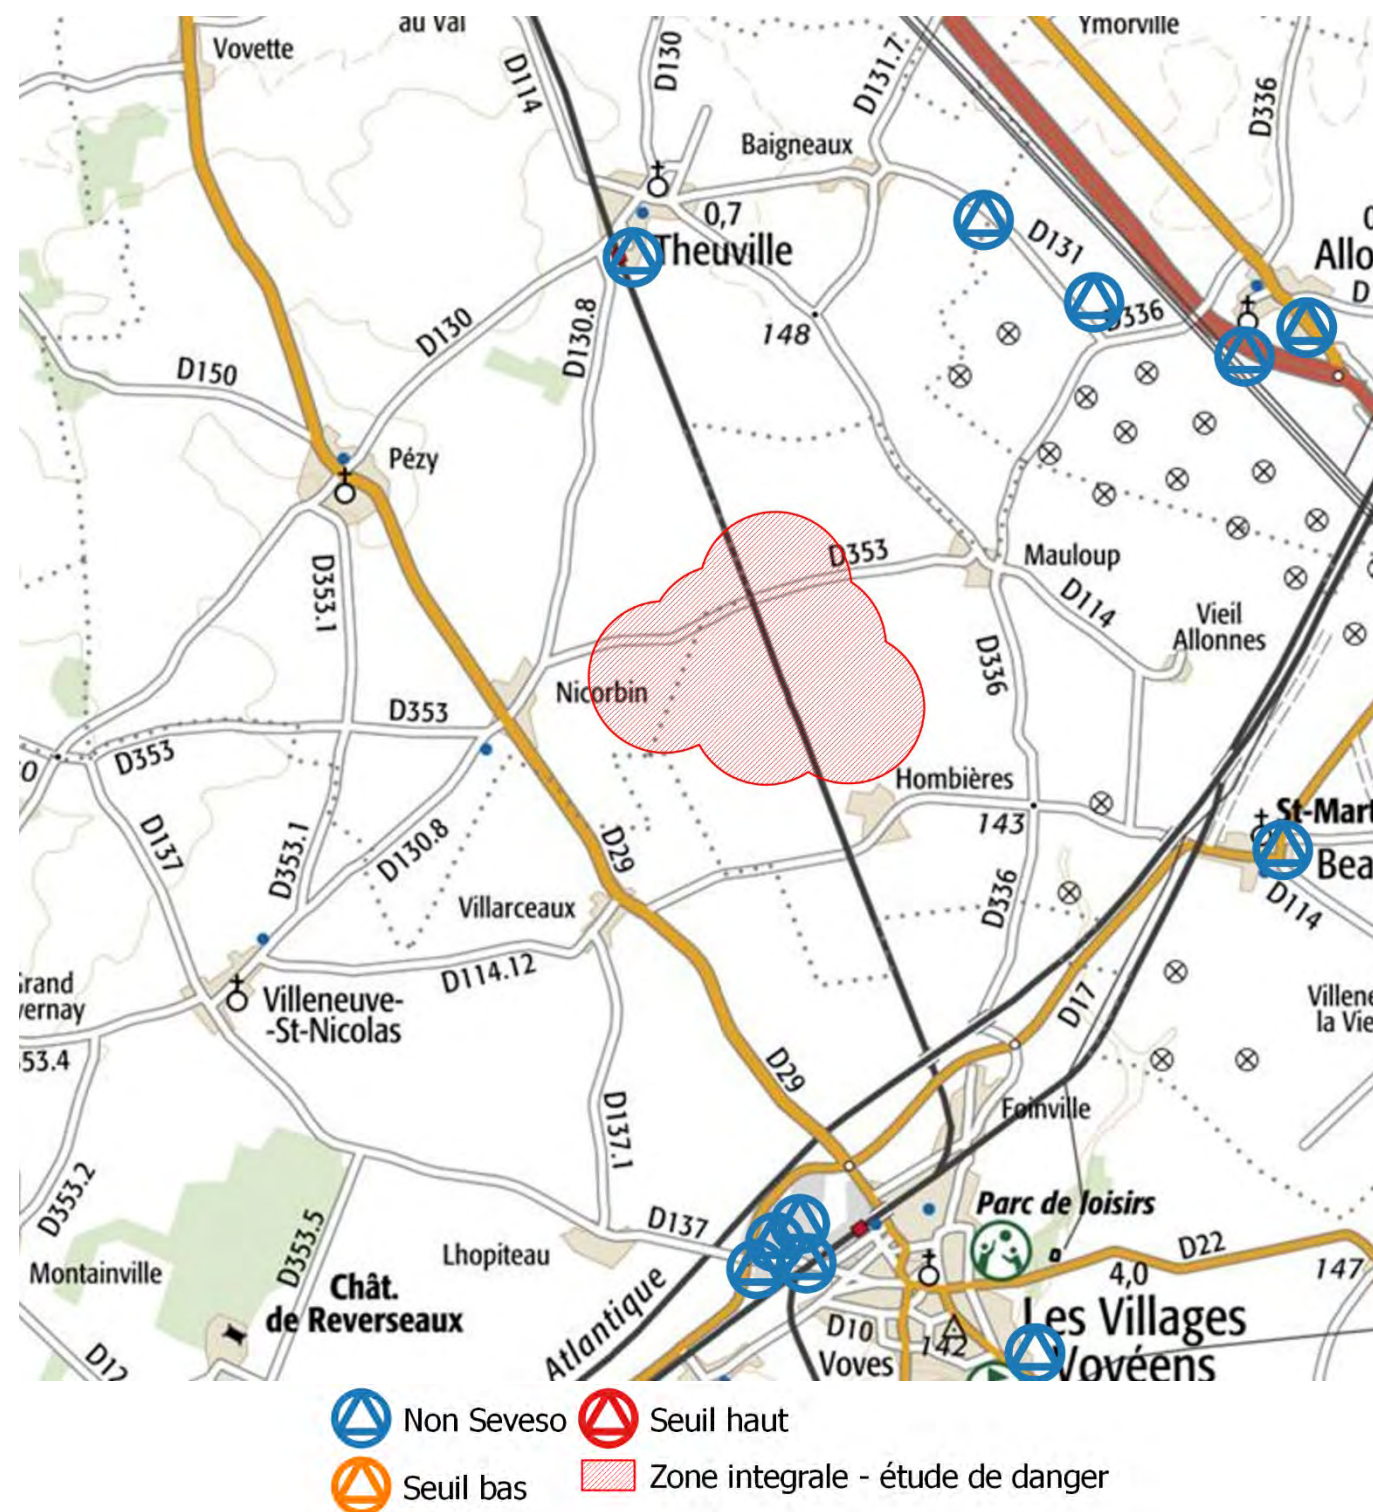 au Val
Ymorville
Vovette
D114
D130
D131.7
D336
Baigneaux
0,7
Theuville
D131
Allo
D
D336
148
D130
D130.8
D150
Pézy
D353
Mauloup
D353.1
D114
Vieil
Allonnes
D336
Nicorbin
D353
D353
Hombières
143
St-Mart
Bea
D137
D353.1
D130.8
D29
D336
D114
Villarceaux
D114.12
D17
rand
vernay
Villeneuve-
-St-Nicolas
Villene
la Vie
53.4
D29
Foinville
D137.1
D353.2
D353.5
Parc de loisirs
D137
Lhopiteau
D22
Montainville
4,0
147
Chât.
de Reverseaux
Atlantique
Les Villages
Vovéens
D10
142
Voves
D12
Non Seveso
Seuil haut
Seuil bas
Zone integrale - étude de danger